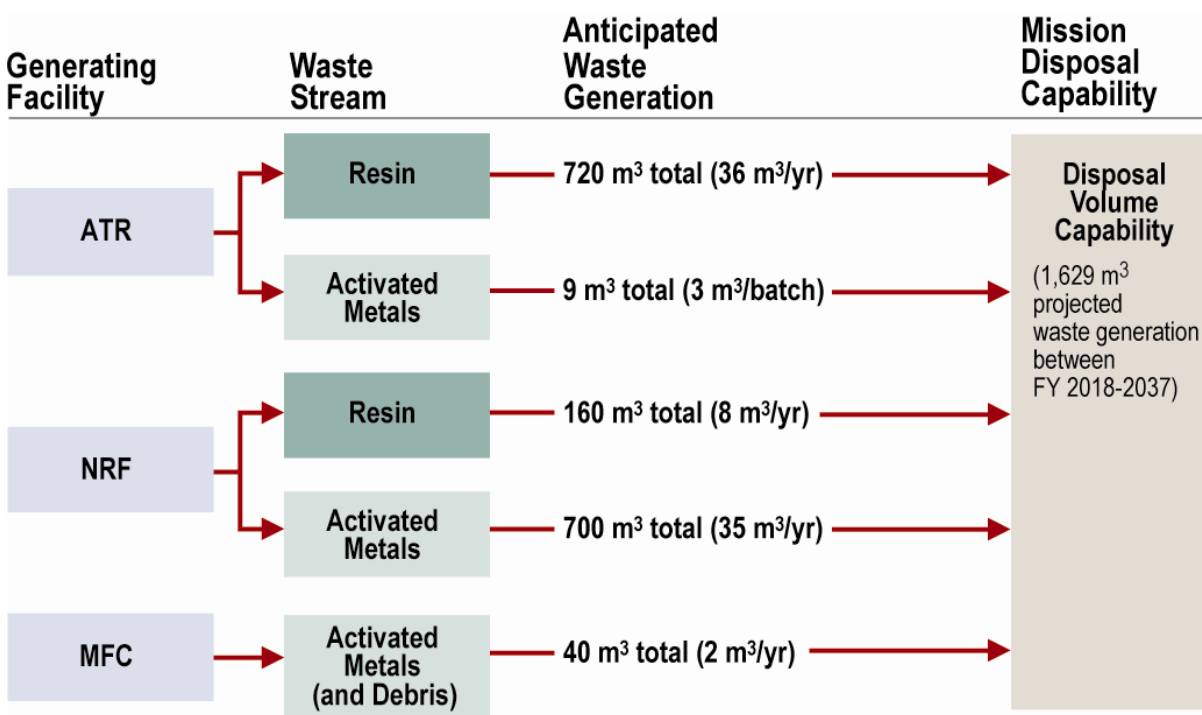 Generating
Facility
Waste
Stream
Anticipated
Waste
Generation
Mission
Disposal
Capability
ATR
Resin
720 m³ total (36 m³/yr)
Activated
Metals
9 m³ total (3 m³/batch)
NRF
Resin
160 m³ total (8 m³/yr)
Activated
Metals
700 m³ total (35 m³/yr)
MFC
Activated
Metals
(and Debris)
40 m³ total (2 m³/yr)
Disposal
Volume
Capability
(1,629 m³
projected
waste generation
between
FY 2018-2037)